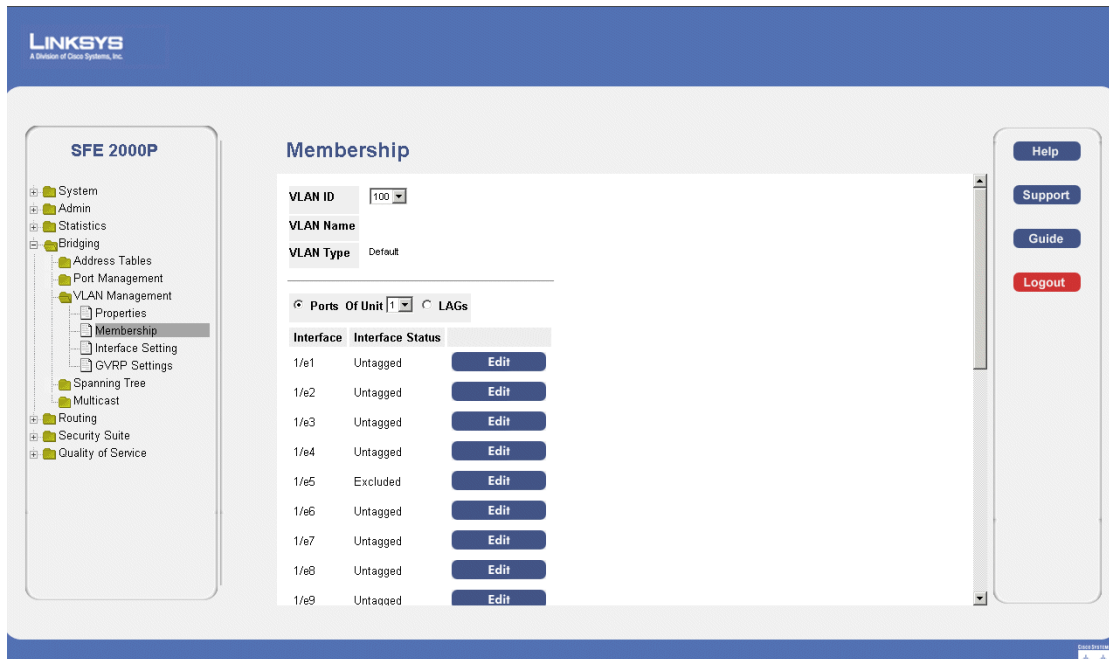 LINKSYS
A Division of Cisco Systems, Inc.
SFE 2000P
System
Admin
Statistics
Bridging
Address Tables
Port Management
VLAN Management
Properties
Membership
Interface Setting
GVRP Settings
Spanning Tree
Multicast
Routing
Security Suite
Quality of Service
Membership
VLAN ID 100
VLAN Name
VLAN Type Default
Ports Of Unit 1 LAGs
Interface Interface Status
1/e1 Untagged Edit
1/e2 Untagged Edit
1/e3 Untagged Edit
1/e4 Untagged Edit
1/e5 Excluded Edit
1/e6 Untagged Edit
1/e7 Untagged Edit
1/e8 Untagged Edit
1/e9 Untagged Edit
Help
Support
Guide
Logout
CISCO SYSTEMS